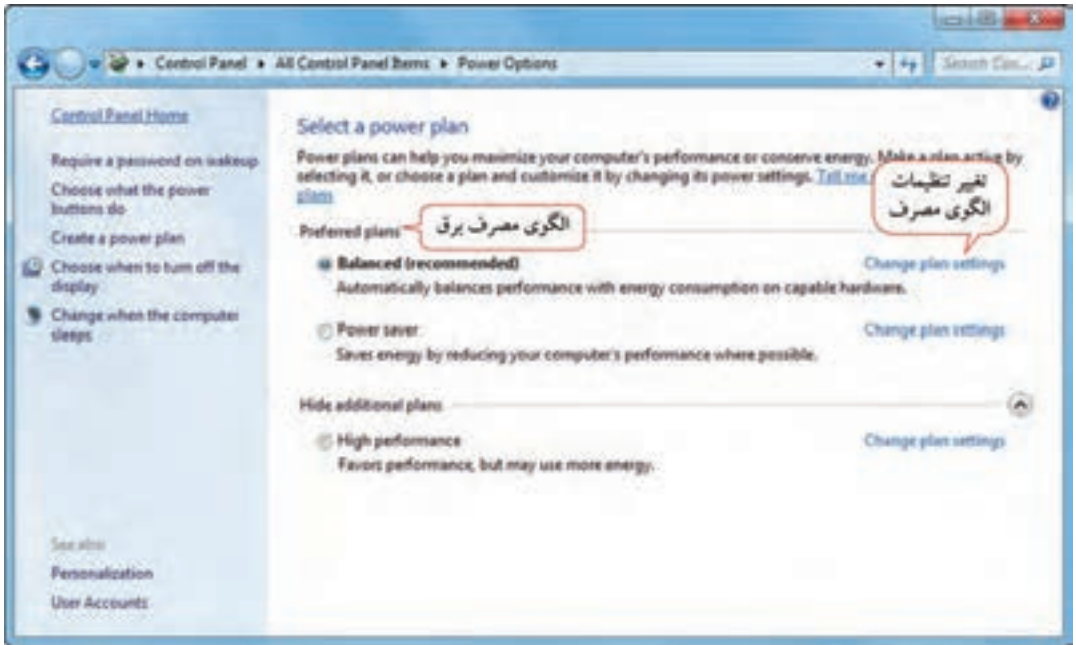 Control Panel ▸ All Control Panel Items ▸ Power Options
Control Panel Home
Require a password on wakeup
Choose what the power
buttons do
Create a power plan
Choose when to turn off the
display
Change when the computer
sleeps
See also
Personalization
User Accounts
Select a power plan
Power plans can help you maximize your computer's performance or conserve energy. Make a plan active by
selecting it, or choose a plan and customize it by changing its power settings. Tell me
plans
تغییر تنظیمات
الگوی مصرف
Preferred plans
الگوی مصرف برق
Balanced (recommended) Change plan settings
Automatically balances performance with energy consumption on capable hardware.
Power saver Change plan settings
Saves energy by reducing your computer's performance where possible.
Hide additional plans
High performance Change plan settings
Favors performance, but may use more energy.